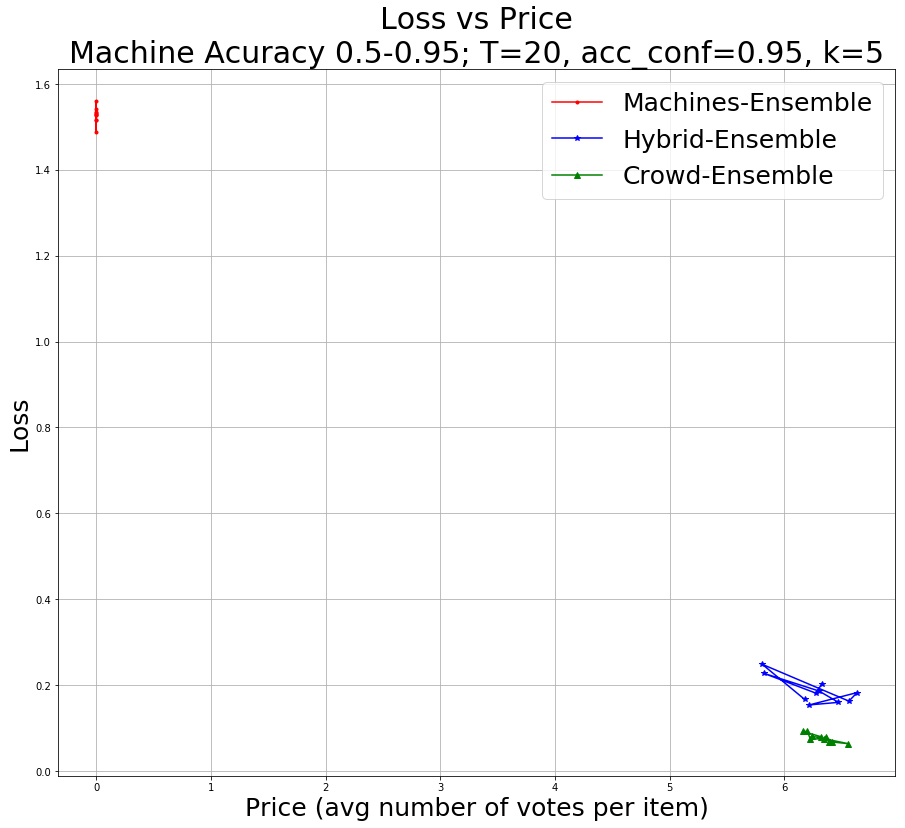 Loss vs Price
Machine Acuracy 0.5-0.95; T=20, acc_conf=0.95, k=5
Machines-Ensemble
Hybrid-Ensemble
Crowd-Ensemble
1.6
1.4
1.2
1.0
0.8
0.6
0.4
0.2
0.0
Loss
0 1 2 3 4 5 6
Price (avg number of votes per item)